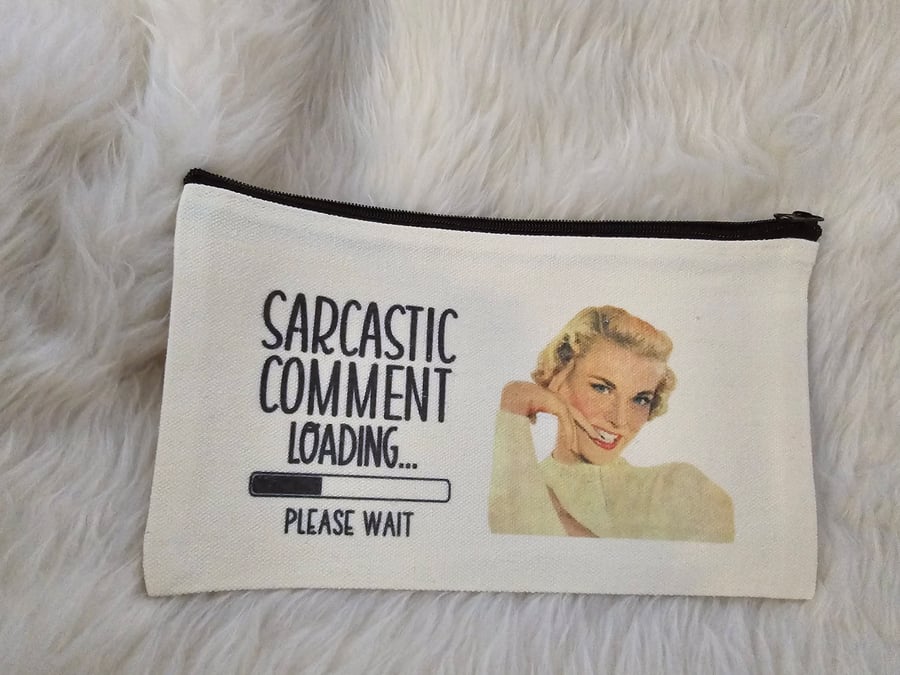 SARCASTIC
COMMENT
LOADING...
PLEASE WAIT